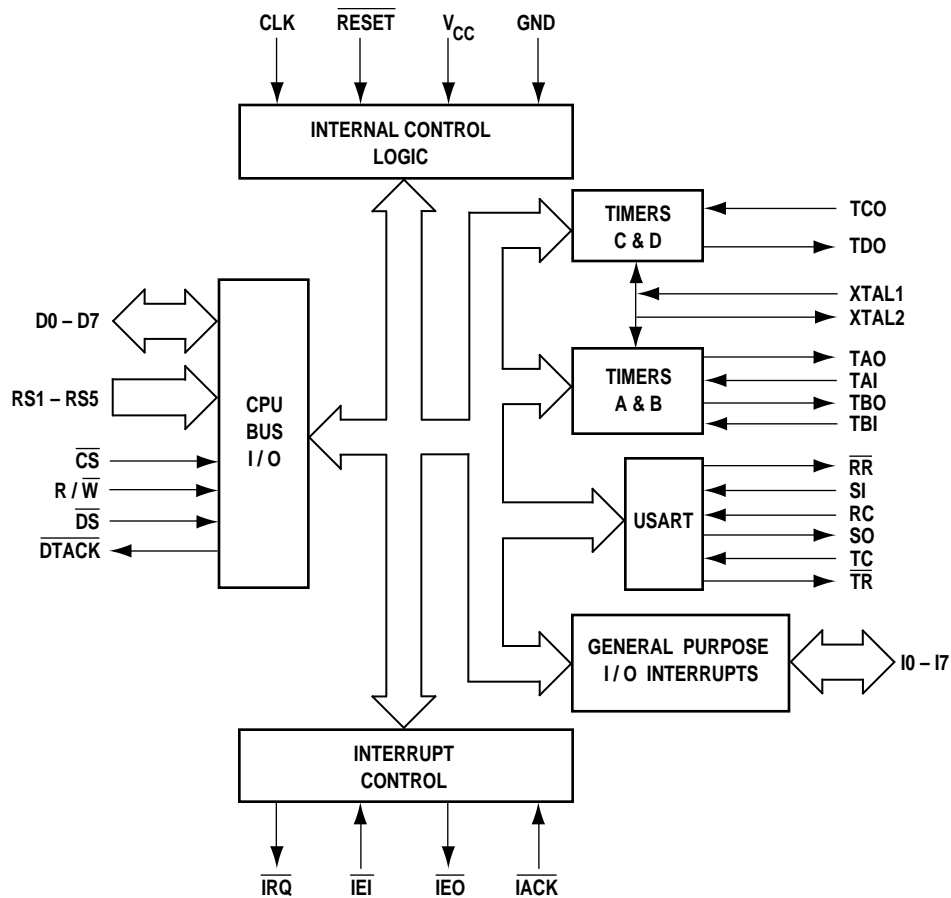 CLK
RESET
VCC
GND
INTERNAL CONTROL
LOGIC
TIMERS
C & D
TCO
TDO
XTAL1
XTAL2
D0 – D7
RS1 – RS5
CS
R / W
DS
DTACK
CPU
BUS
I / O
TIMERS
A & B
TAO
TAI
TBO
TBI
USART
RR
SI
RC
SO
TC
TR
GENERAL PURPOSE
I / O INTERRUPTS
I0 – I7
INTERRUPT
CONTROL
IRQ
IEI
IEO
IACK